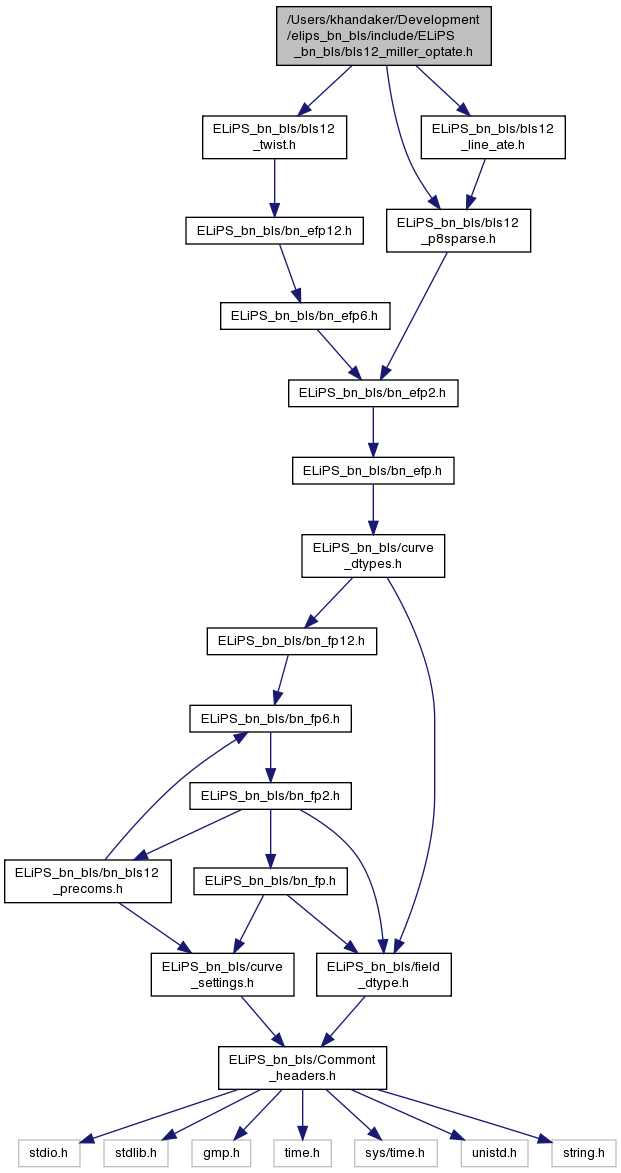 /Users/khandaker/Development
/elips_bn_bls/include/ELiPS
_bn_bls/bls12_miller_optate.h
ELiPS_bn_bls/bls12
_twist.h
ELiPS_bn_bls/bls12
_line_ate.h
ELiPS_bn_bls/bn_efp12.h
ELiPS_bn_bls/bls12
_p8sparse.h
ELiPS_bn_bls/bn_efp6.h
ELiPS_bn_bls/bn_efp2.h
ELiPS_bn_bls/bn_efp.h
ELiPS_bn_bls/curve
_dtypes.h
ELiPS_bn_bls/bn_fp12.h
ELiPS_bn_bls/bn_fp6.h
ELiPS_bn_bls/bn_fp2.h
ELiPS_bn_bls/bn_bls12
_precoms.h
ELiPS_bn_bls/bn_fp.h
ELiPS_bn_bls/curve
_settings.h
ELiPS_bn_bls/field
_dtype.h
ELiPS_bn_bls/Commont
_headers.h
stdio.h
stdlib.h
gmp.h
time.h
sys/time.h
unistd.h
string.h